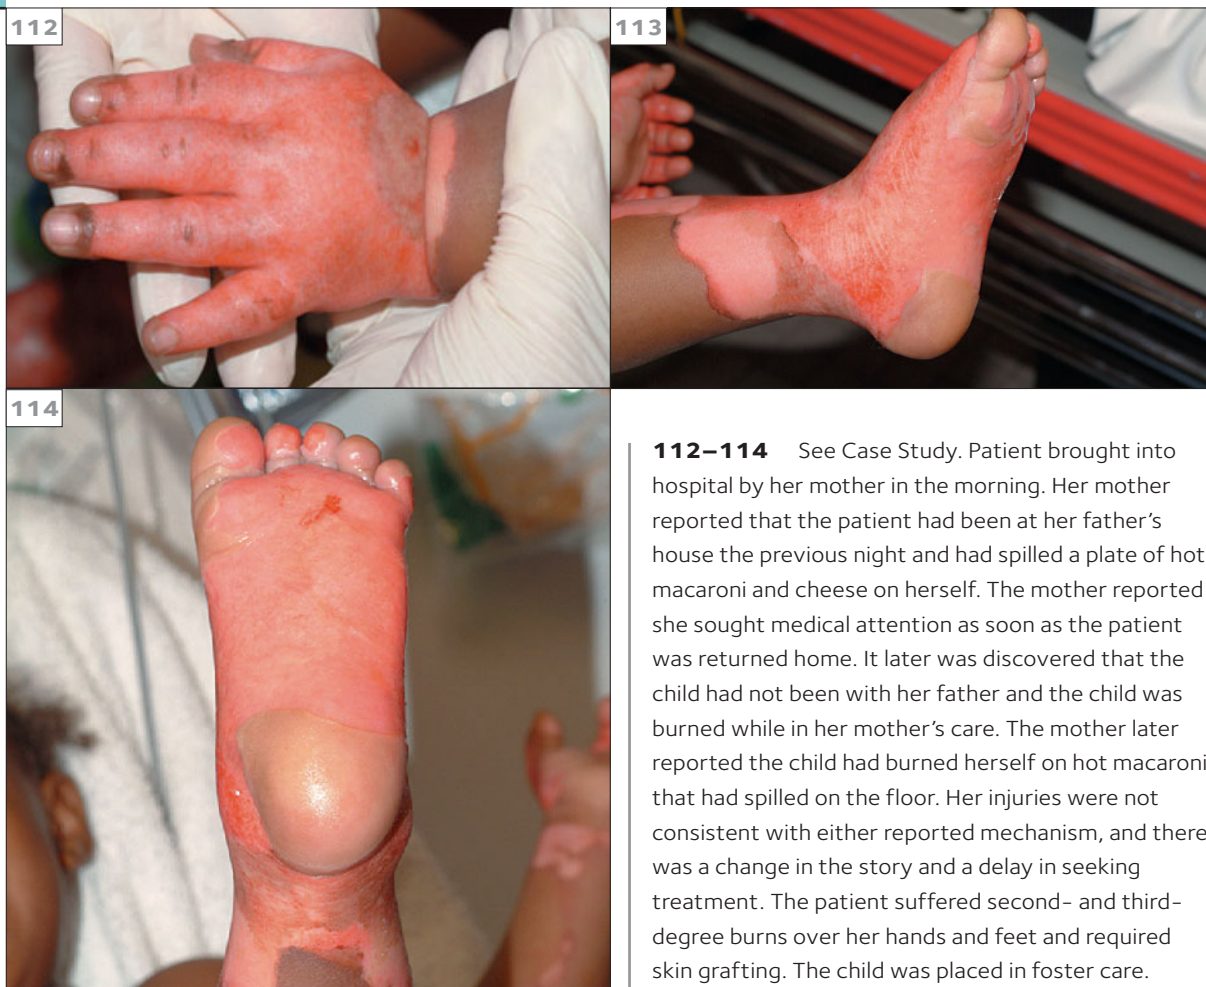 112
113
114
112–114 See Case Study. Patient brought into
hospital by her mother in the morning. Her mother
reported that the patient had been at her father’s
house the previous night and had spilled a plate of hot
macaroni and cheese on herself. The mother reported
she sought medical attention as soon as the patient
was returned home. It later was discovered that the
child had not been with her father and the child was
burned while in her mother’s care. The mother later
reported the child had burned herself on hot macaroni
that had spilled on the floor. Her injuries were not
consistent with either reported mechanism, and there
was a change in the story and a delay in seeking
treatment. The patient suffered second- and third-
degree burns over her hands and feet and required
skin grafting. The child was placed in foster care.